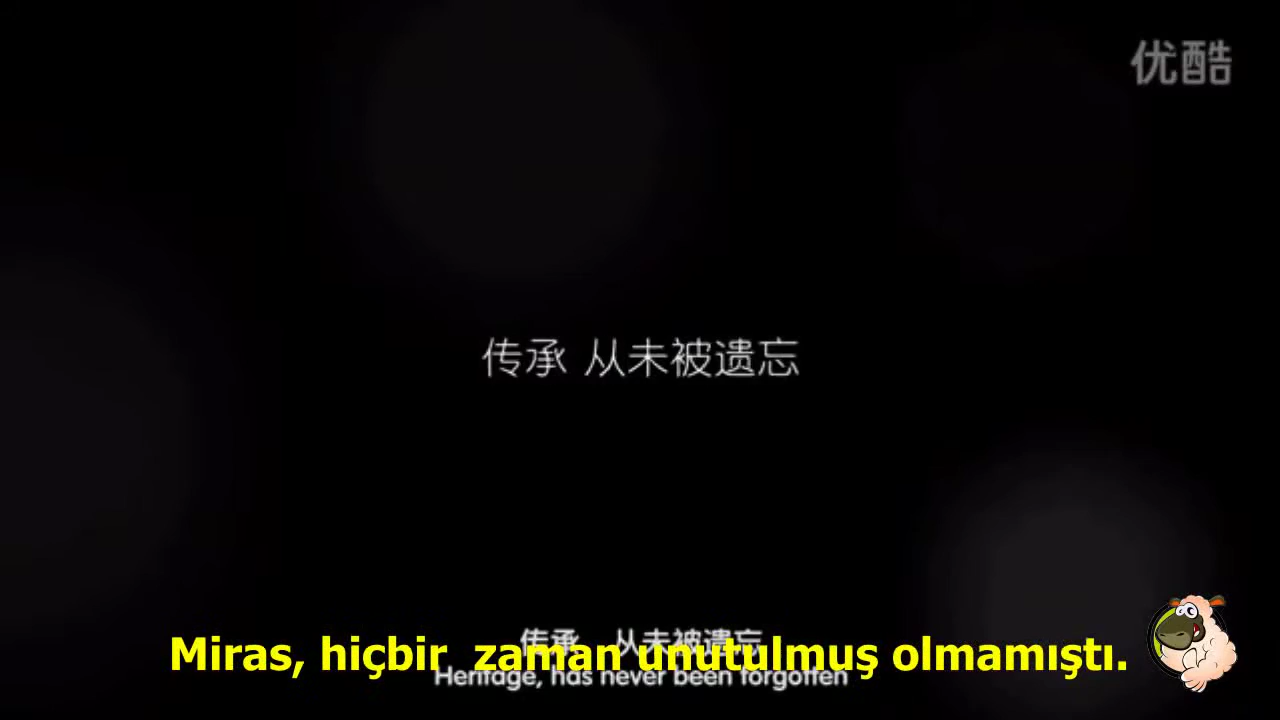 优酷
传承 从未被遗忘
传承 从未被遗忘
Miras, hiçbir zaman unutulmuş olmamıştı.
Heritage, has never been forgotten